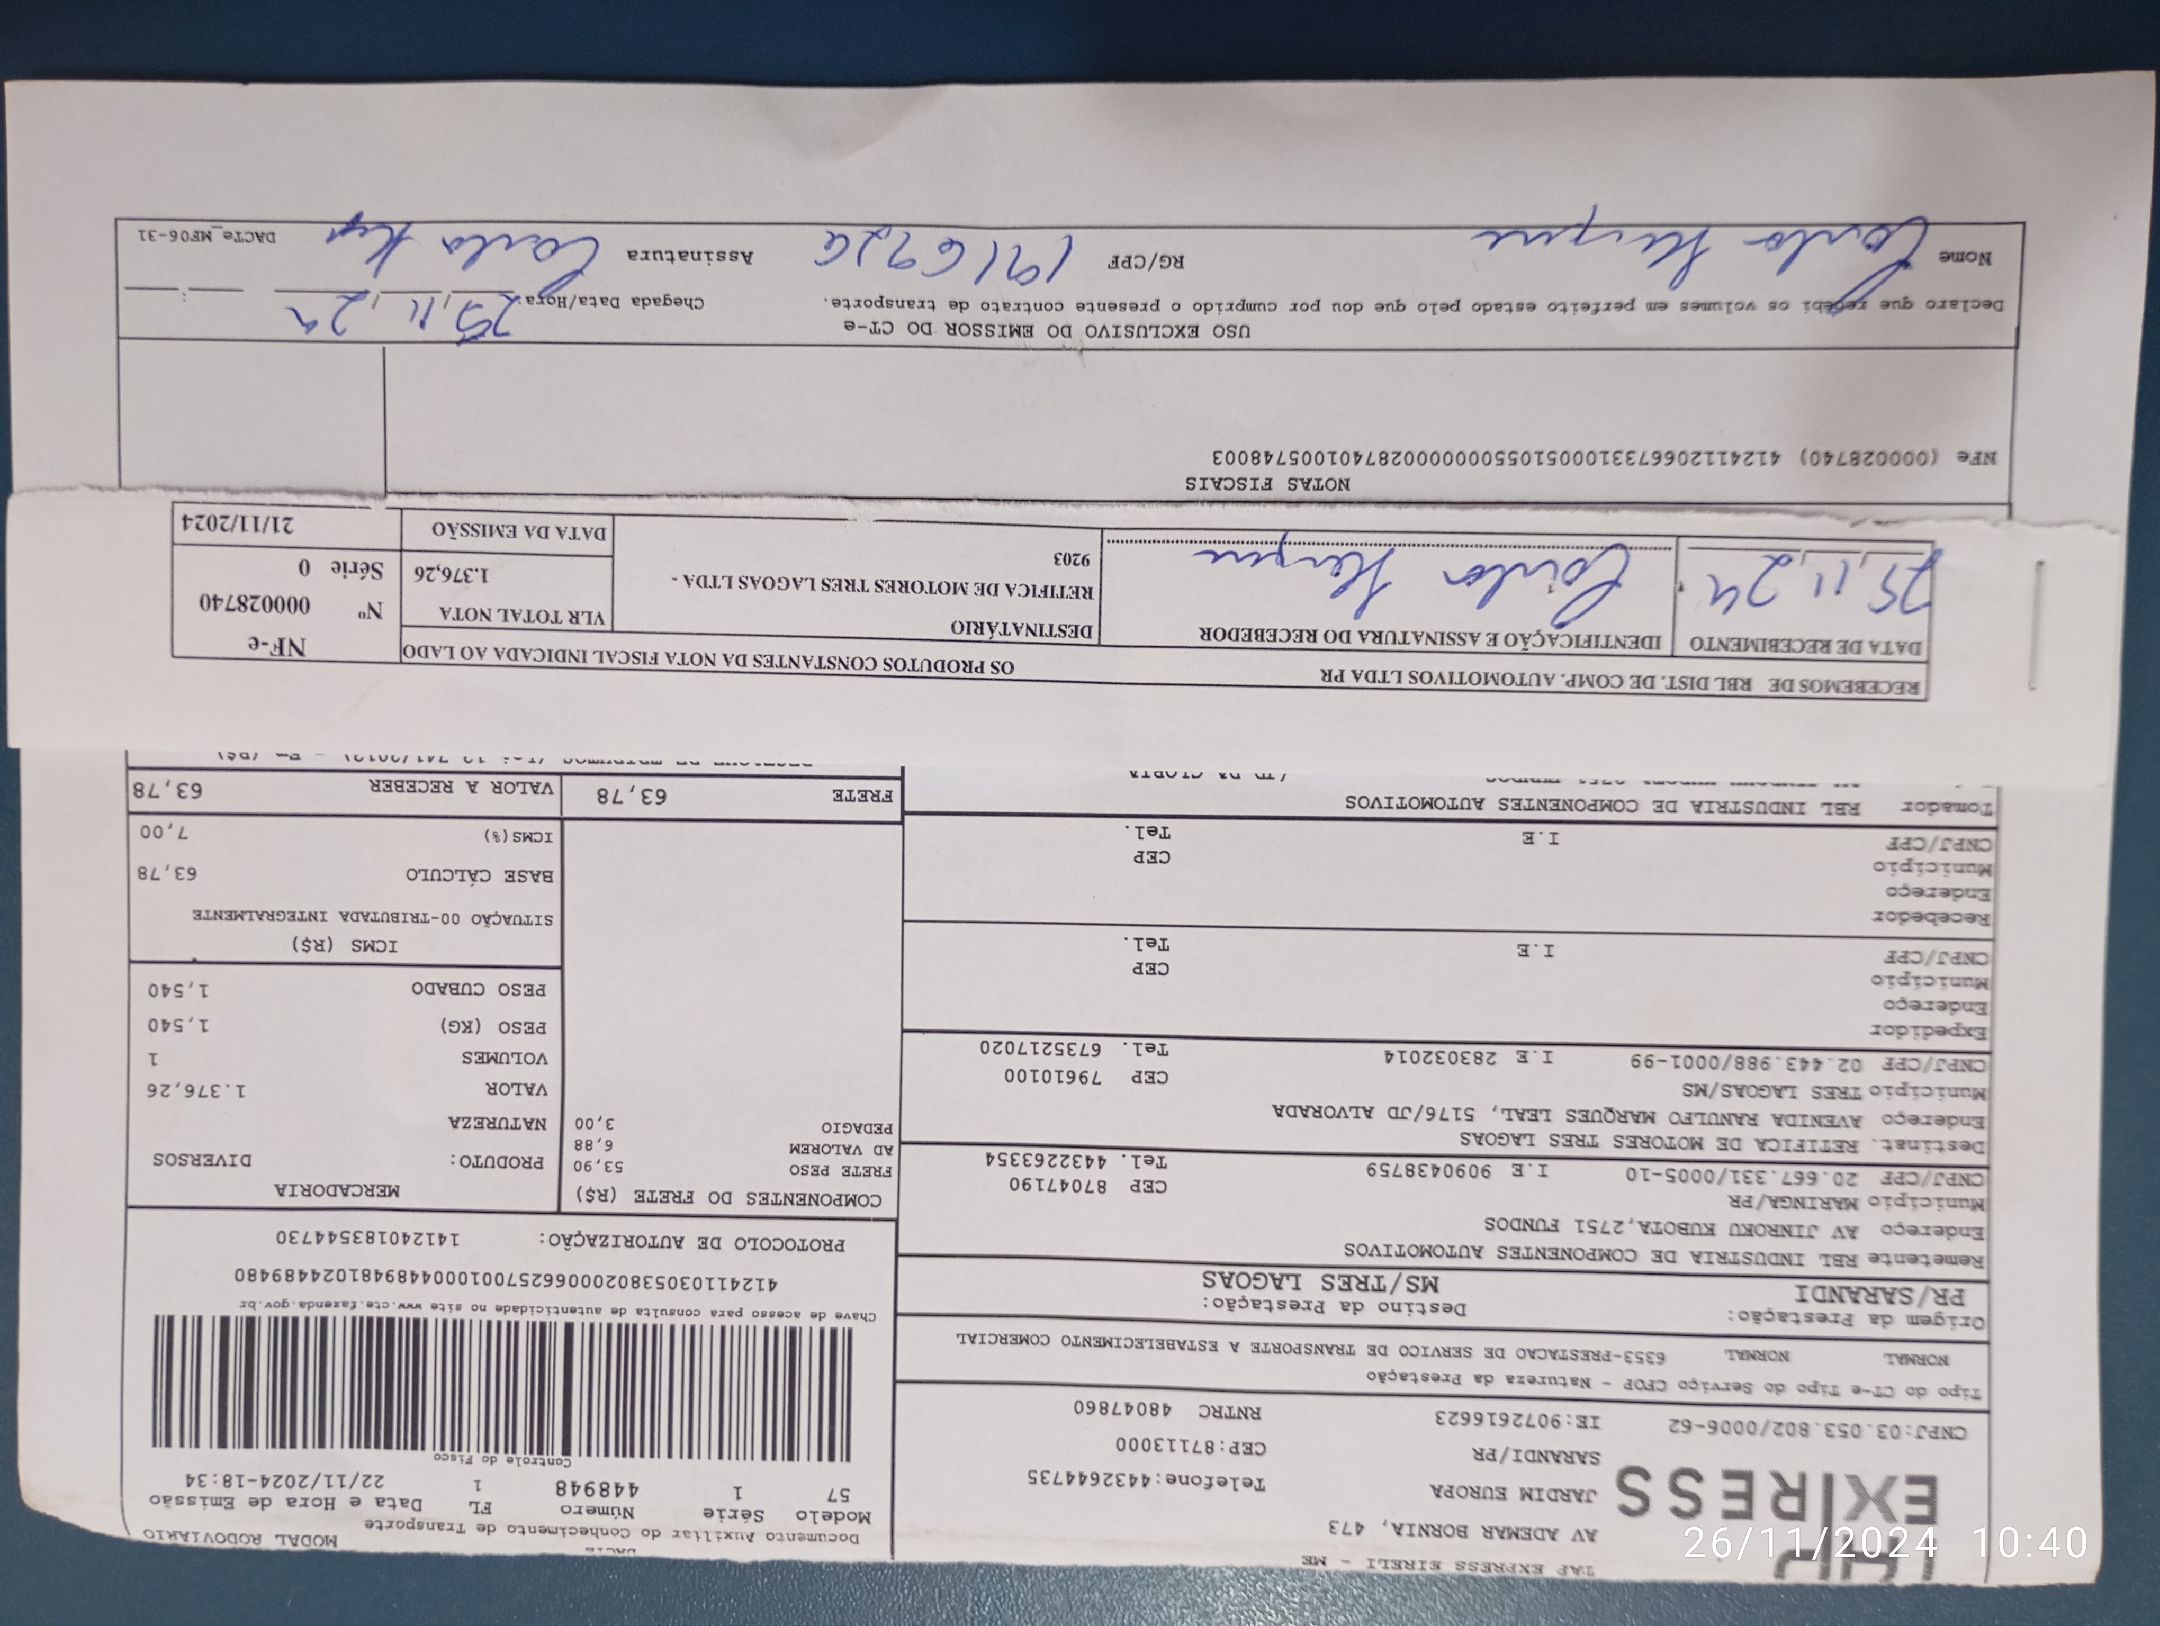 TAP EXPRESS EIRELI - ME
EXPRESS
AV ADEMAR BORNIA, 473
JARDIM EUROPA
Telefone:4432644735
SARANDI/PR
CEP:87113000
CNPJ:03.053.802/0006-62 IE:9072616623 RNTRC 48047860
DACTE
Documento Auxiliar do Conhecimento de Transporte
MODAL RODOVIÁRIO
Modelo Série Número FL Data e Hora de Emissão
57 1 448948 1 22/11/2024-18:34
Controle do Fisco
Chave de acesso para consulta de autenticidade no site www.cte.fazenda.gov.br
41241103053802000662570010004489481024489480
PROTOCOLO DE AUTORIZAÇÃO: 141240183544730
Tipo do CT-e Tipo do Serviço CFOP - Natureza da Prestação
NORMAL NORMAL 6353-PRESTACAO DE SERVICO DE TRANSPORTE A ESTABELECIMENTO COMERCIAL
Origem da Prestação: Destino da Prestação:
PR/SARANDI MS/TRES LAGOAS
Remetente RBL INDUSTRIA DE COMPONENTES AUTOMOTIVOS
Endereço AV JINROKU KUBOTA,2751 FUNDOS
Município MARINGA/PR CEP 87047190
CNPJ/CPF 20.667.331/0005-10 I.E 9090438759 Tel. 4432263354
Destinat. RETIFICA DE MOTORES TRES LAGOAS
Endereço AVENIDA RANULFO MARQUES LEAL, 5176/JD ALVORADA
Município TRES LAGOAS/MS CEP 79610100
CNPJ/CPF 02.443.988/0001-99 I.E 283032014 Tel. 6735217020
Expedidor
Endereço
Município CEP
CNPJ/CPF I.E Tel.
Recebedor
Endereço
Município CEP
CNPJ/CPF I.E Tel.
Tomador RBL INDUSTRIA DE COMPONENTES AUTOMOTIVOS
COMPONENTES DO FRETE (R$)
FRETE PESO 53,90
AD VALOREM 6,88
PEDAGIO 3,00
FRETE 63,78
MERCADORIA
PRODUTO: DIVERSOS
NATUREZA
VALOR 1.376,26
VOLUMES 1
PESO (KG) 1,540
PESO CUBADO 1,540
ICMS (R$)
SITUAÇÃO 00-TRIBUTADA INTEGRALMENTE
BASE CÁLCULO 63,78
ICMS(%) 7,00
VALOR A RECEBER 63,78
RECEBEMOS DE RBL DIST. DE COMP. AUTOMOTIVOS LTDA PR OS PRODUTOS CONSTANTES DA NOTA FISCAL INDICADA AO LADO
DATA DE RECEBIMENTO
25,11,24
IDENTIFICAÇÃO E ASSINATURA DO RECEBEDOR
DESTINATÁRIO
RETIFICA DE MOTORES TRES LAGOAS LTDA -
9203
VLR TOTAL NOTA
1.376,26
DATA DA EMISSÃO
NF-e
Nº 000028740
Série 0
21/11/2024
NOTAS FISCAIS
NFe (000028740) 41241120667331000510550000000287401005748003
USO EXCLUSIVO DO EMISSOR DO CT-e
Declaro que recebi os volumes em perfeito estado pelo que dou por cumprido o presente contrato de transporte.
Chegada Data/Hora: 25,11,24
Nome
RG/CPF
Assinatura
DACTe_MF06-31
26/11/2024 10:40